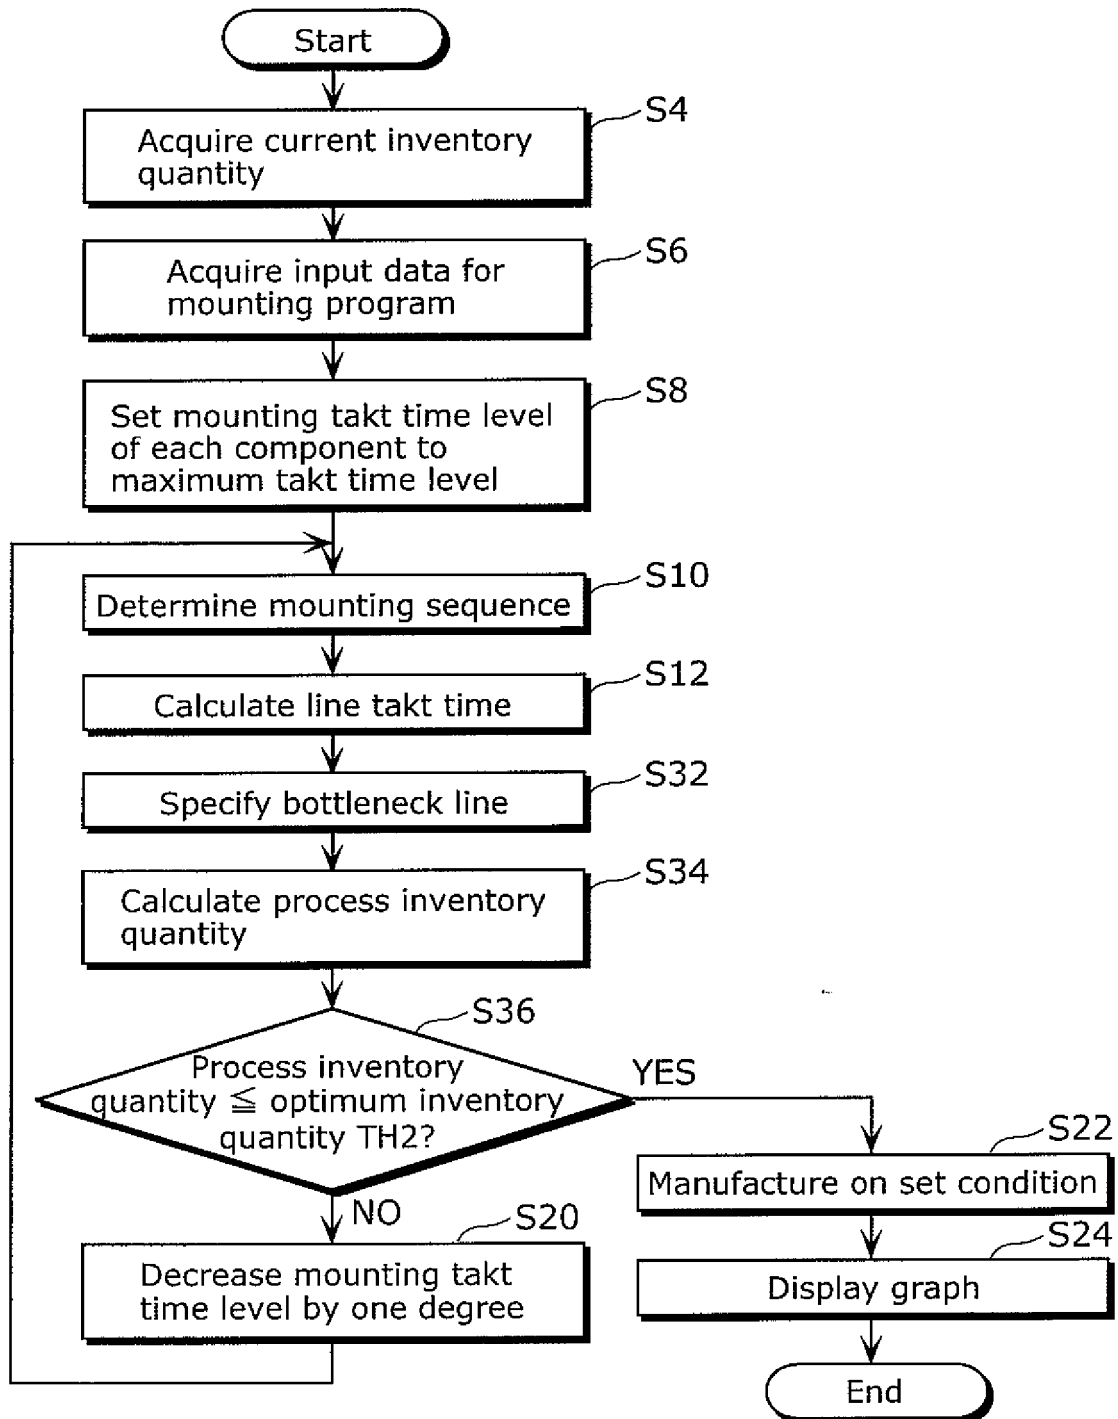 Start
S4
Acquire current inventory
quantity
S6
Acquire input data for
mounting program
S8
Set mounting takt time level
of each component to
maximum takt time level
S10
Determine mounting sequence
S12
Calculate line takt time
S32
Specify bottleneck line
S34
Calculate process inventory
quantity
S36
Process inventory
quantity ≦ optimum inventory
quantity TH2?
YES
NO
S20
Decrease mounting takt
time level by one degree
S22
Manufacture on set condition
S24
Display graph
End